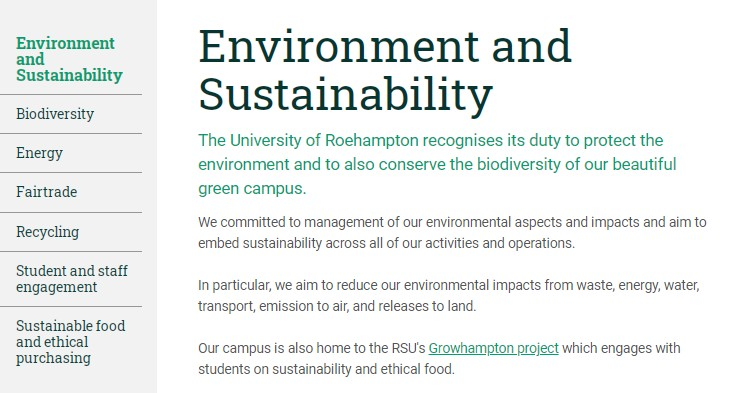 Environment
and
Sustainability
Biodiversity
Energy
Fairtrade
Recycling
Student and staff
engagement
Sustainable food
and ethical
purchasing
Environment and
Sustainability
The University of Roehampton recognises its duty to protect the
environment and to also conserve the biodiversity of our beautiful
green campus.
We committed to management of our environmental aspects and impacts and aim to
embed sustainability across all of our activities and operations.
In particular, we aim to reduce our environmental impacts from waste, energy, water,
transport, emission to air, and releases to land.
Our campus is also home to the RSU's Growhampton project which engages with
students on sustainability and ethical food.